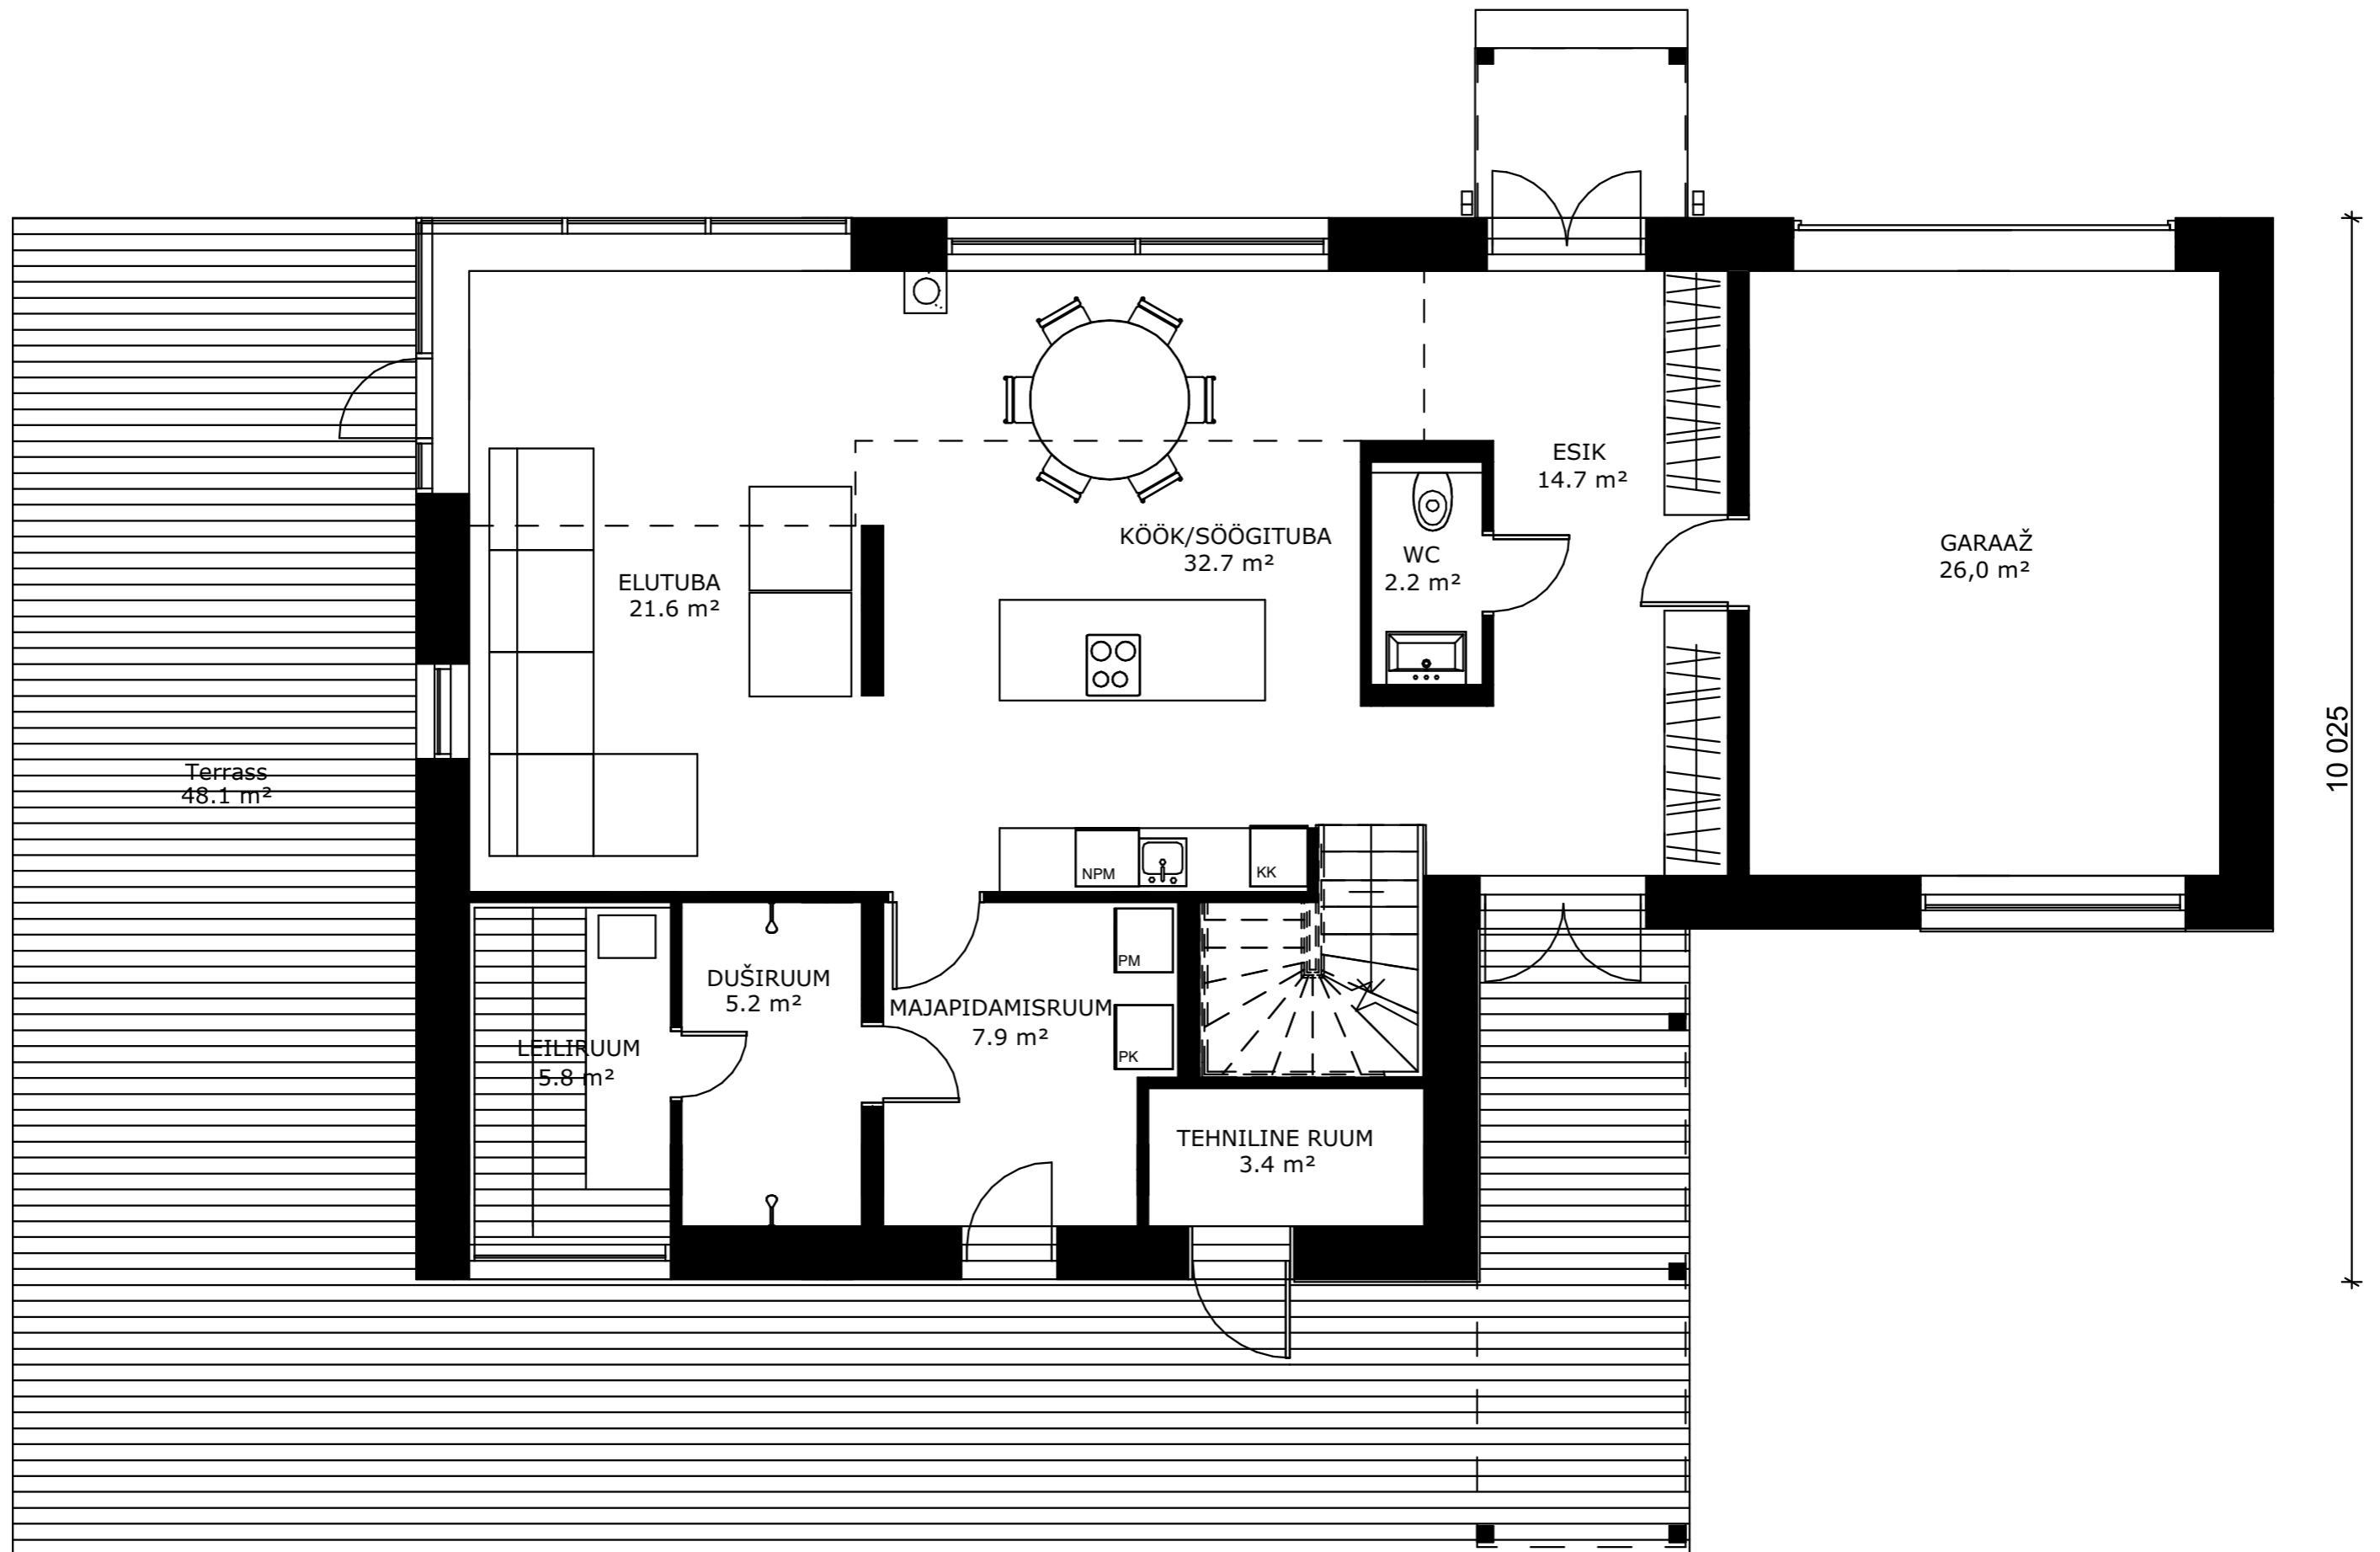 ESIK
14.7 m²
KÖÖK/SÖÖGITUBA
32.7 m²
WC
2.2 m²
GARAAŽ
26,0 m²
ELUTUBA
21.6 m²
10 025
Terrass
48.1 m²
NPM
KK
PM
DUŠIRUUM
5.2 m²
MAJAPIDAMISRUUM
7.9 m²
LEILIRUUM
5.8 m²
PK
TEHNILINE RUUM
3.4 m²